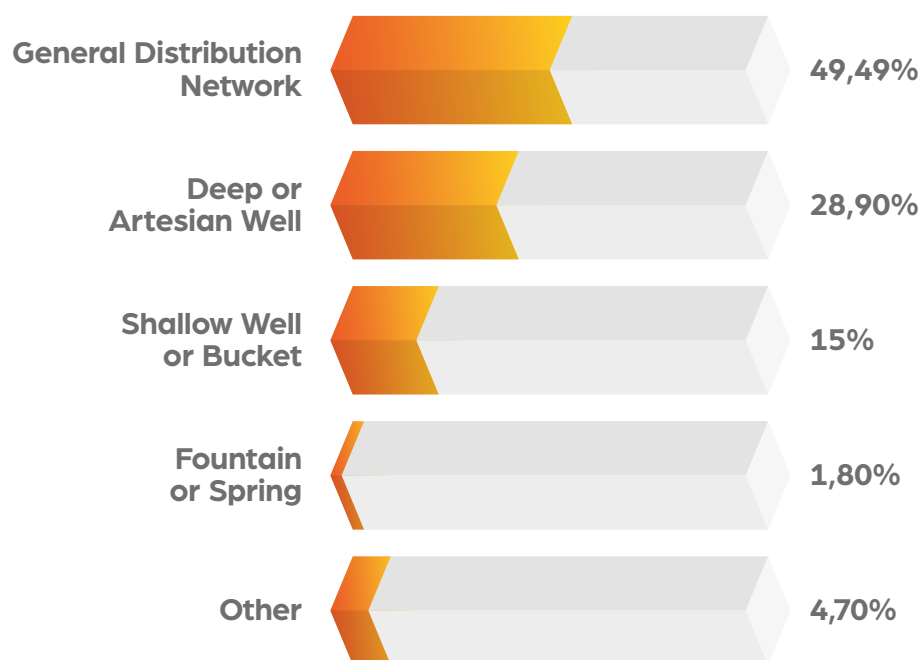 General Distribution
Network
49,49%
Deep or
Artesian Well
28,90%
Shallow Well
or Bucket
15%
Fountain
or Spring
1,80%
Other
4,70%